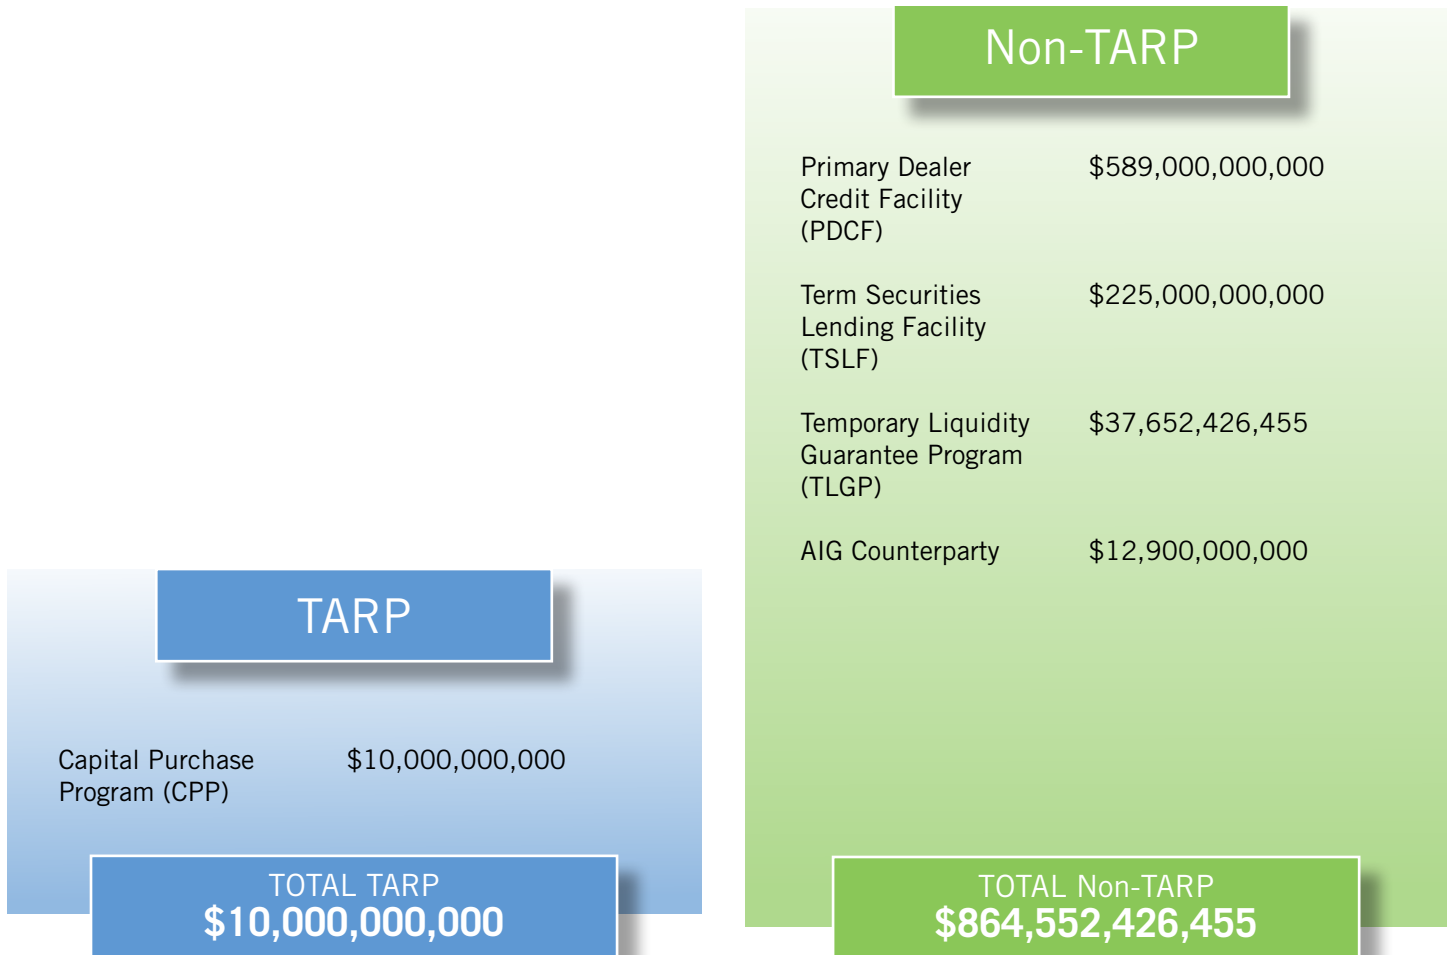 TARP
Capital Purchase $10,000,000,000
Program (CPP)
TOTAL TARP
$10,000,000,000
Non-TARP
Primary Dealer $589,000,000,000
Credit Facility
(PDCF)
Term Securities $225,000,000,000
Lending Facility
(TSLF)
Temporary Liquidity $37,652,426,455
Guarantee Program
(TLGP)
AIG Counterparty $12,900,000,000
TOTAL Non-TARP
$864,552,426,455